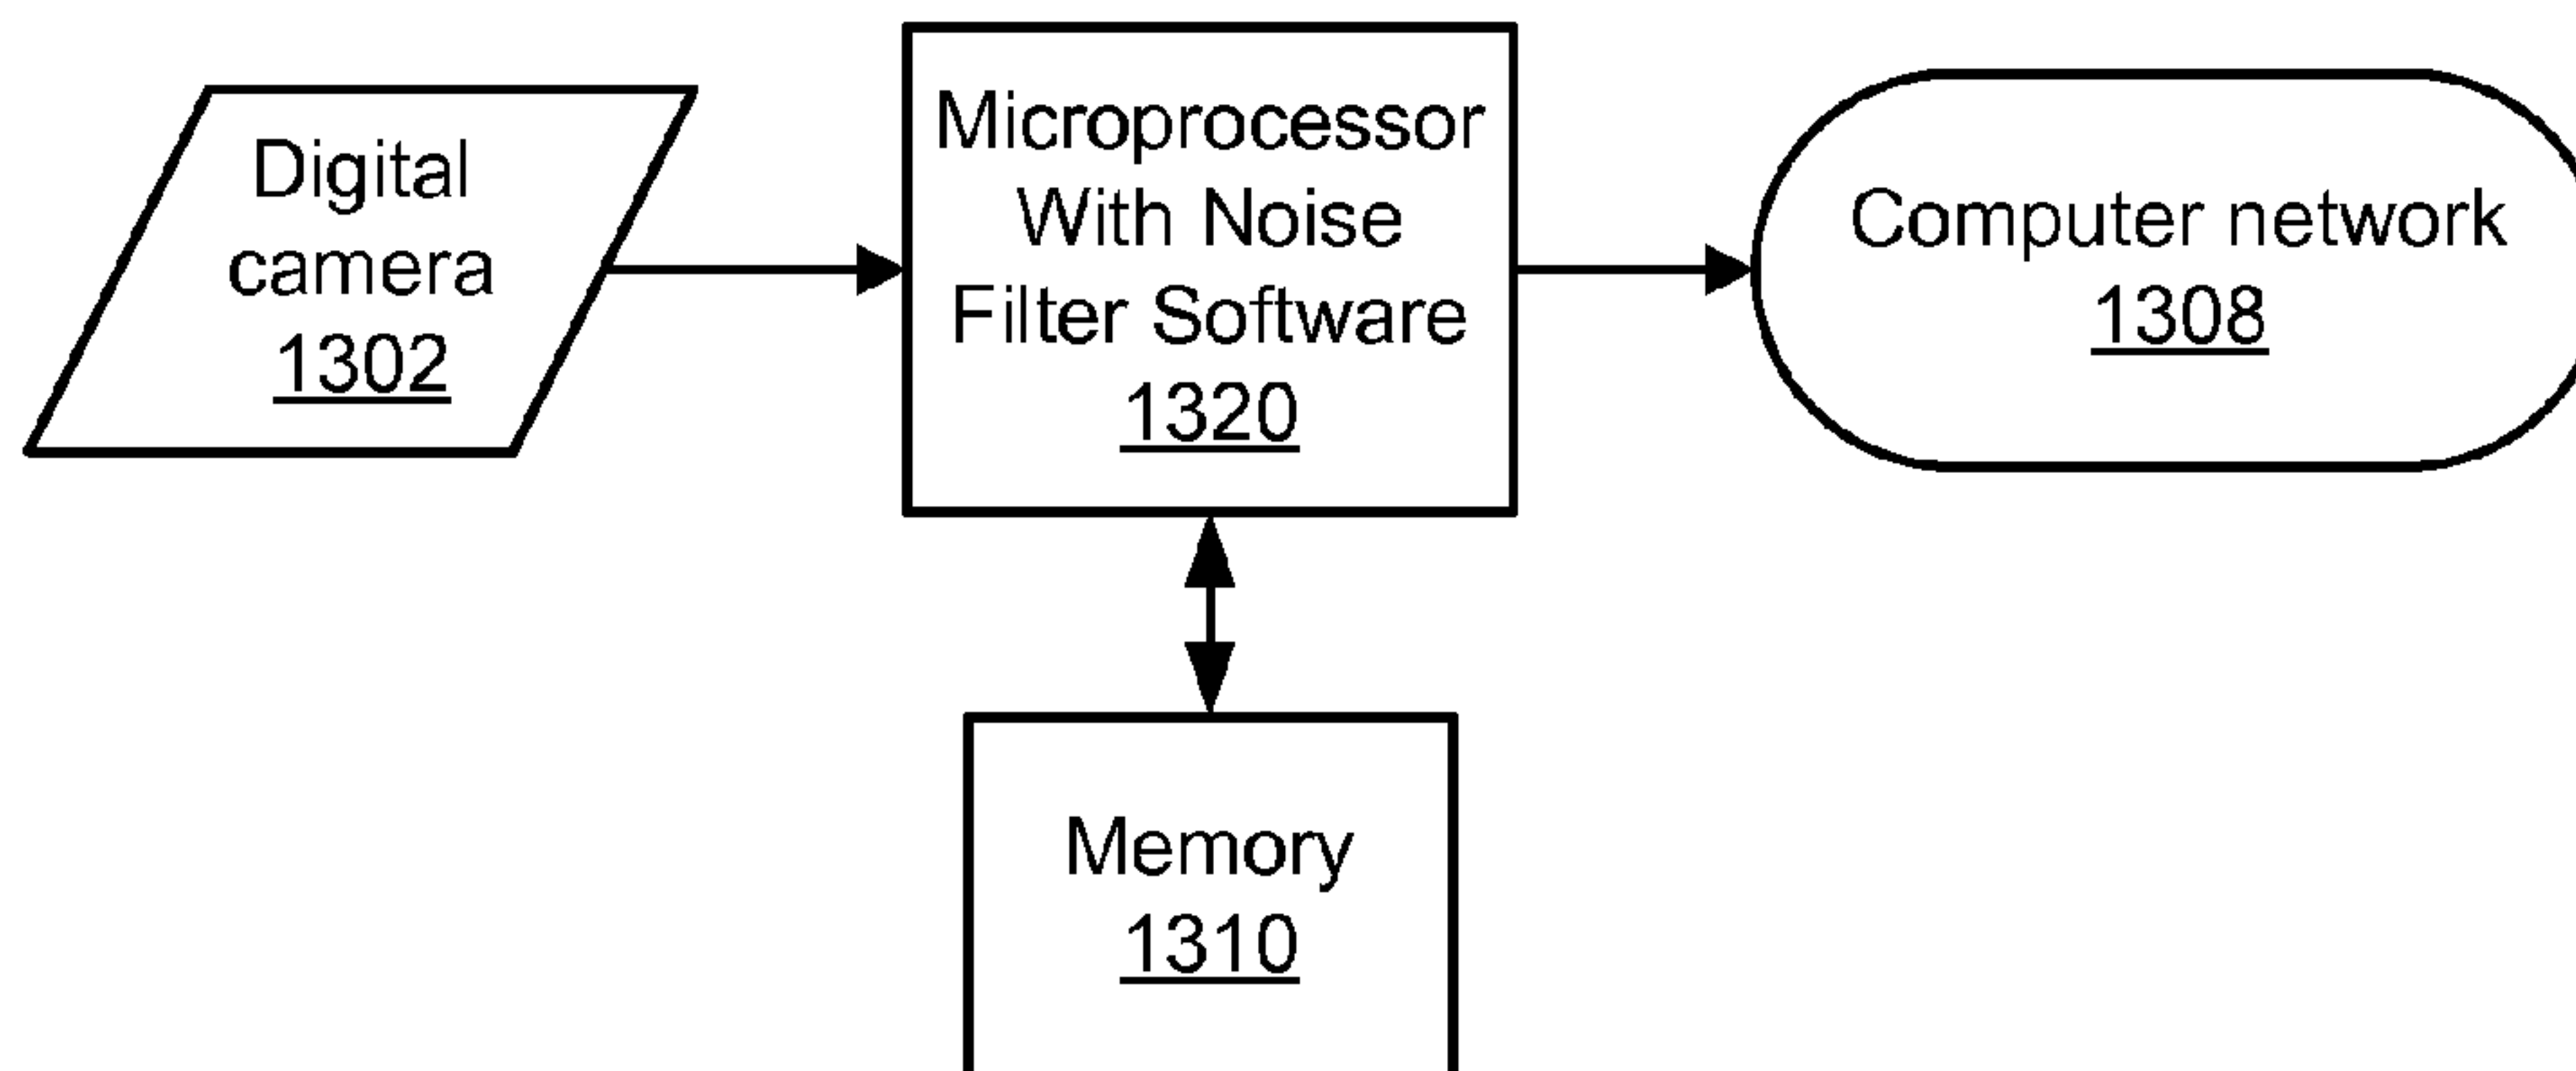 Digital
camera
1302
Microprocessor
With Noise
Filter Software
1320
Computer network
1308
Memory
1310